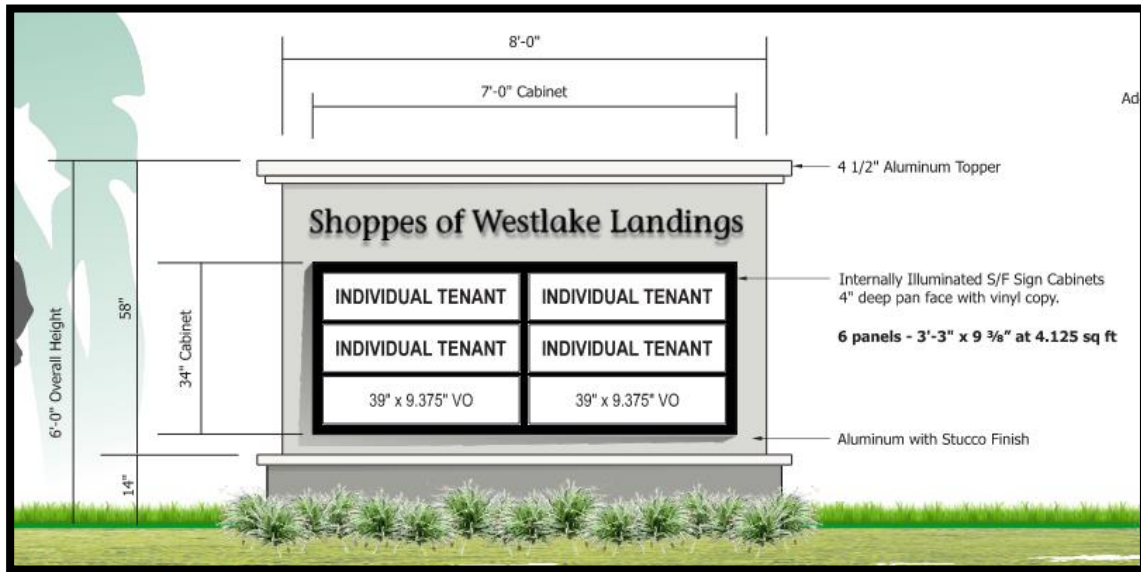 8'-0"
7'-0" Cabinet
Ad
4 1/2" Aluminum Topper
Shoppes of Westlake Landings
Internally Illuminated S/F Sign Cabinets
4" deep pan face with vinyl copy.
6 panels - 3'-3" x 9 ⅜" at 4.125 sq ft
INDIVIDUAL TENANT INDIVIDUAL TENANT
INDIVIDUAL TENANT INDIVIDUAL TENANT
39" x 9.375" VO 39" x 9.375" VO
Aluminum with Stucco Finish
6'-0" Overall Height
58"
34" Cabinet
14"